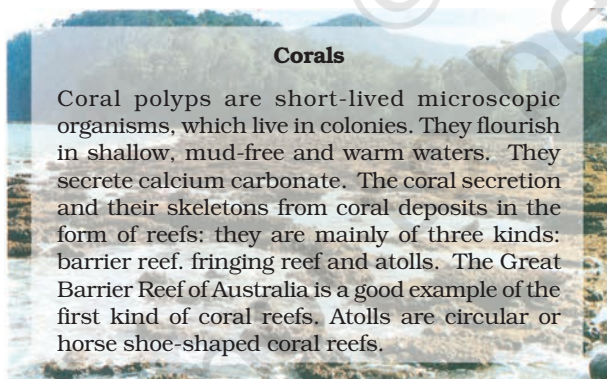 Corals
Coral polyps are short-lived microscopic
organisms, which live in colonies. They flourish
in shallow, mud-free and warm waters. They
secrete calcium carbonate. The coral secretion
and their skeletons from coral deposits in the
form of reefs: they are mainly of three kinds:
barrier reef. fringing reef and atolls. The Great
Barrier Reef of Australia is a good example of the
first kind of coral reefs. Atolls are circular or
horse shoe-shaped coral reefs.